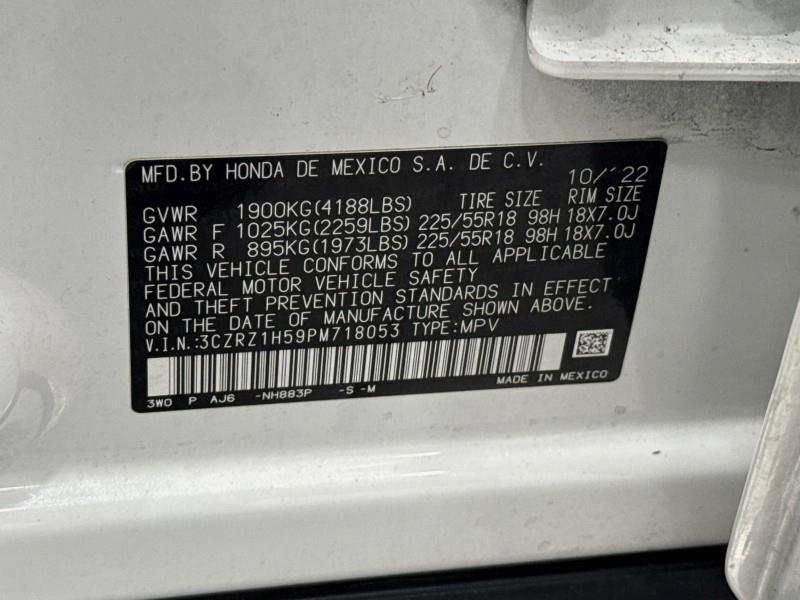 MFD.BY HONDA DE MEXICO S.A. DE C.V. 10/'22
TIRE SIZE RIM SIZE
GVWR 1900KG(4188LBS)
GAWR F 1025KG(2259LBS) 225/55R18 98H 18X7.0J
GAWR R 895KG(1973LBS) 225/55R18 98H 18X7.0J
THIS VEHICLE CONFORMS TO ALL APPLICABLE
FEDERAL MOTOR VEHICLE SAFETY
AND THEFT PREVENTION STANDARDS IN EFFECT
ON THE DATE OF MANUFACTURE SHOWN ABOVE.
V.I.N.:3CZRZ1H59PM718053 TYPE:MPV
MADE IN MEXICO
3W0 P AJ6 -NH883P -S -M